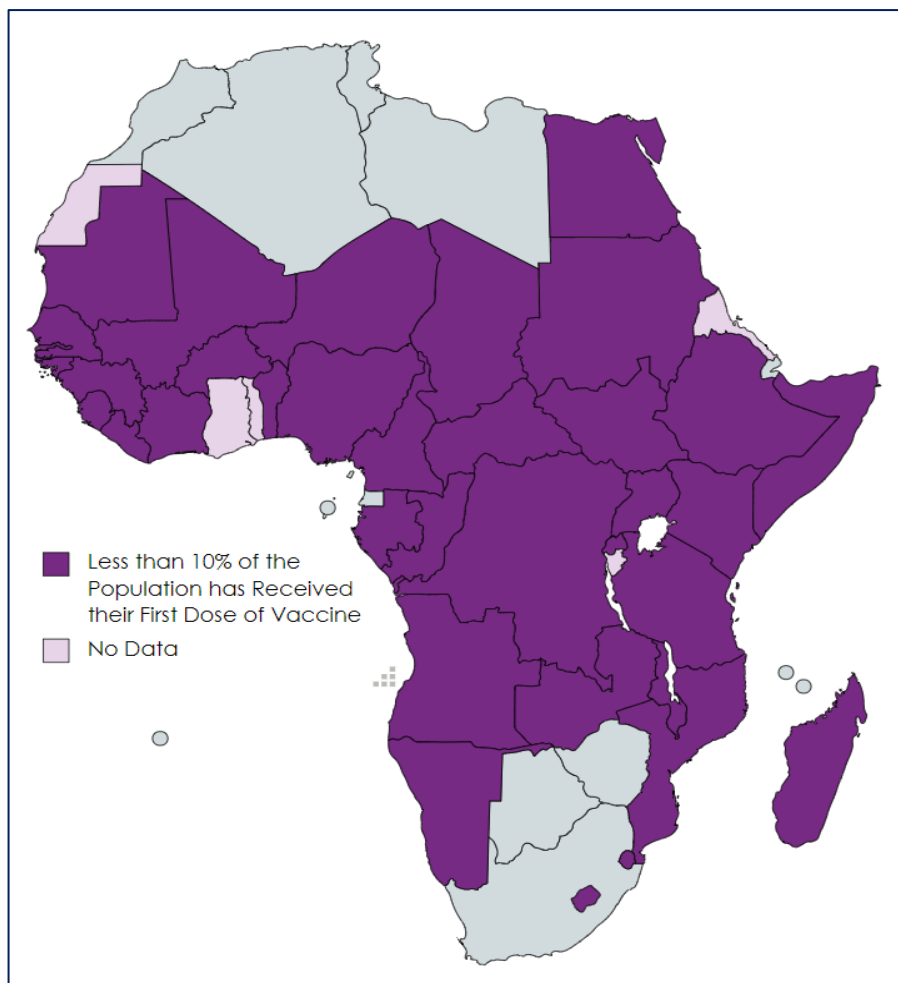 Less than 10% of the
Population has Received
their First Dose of Vaccine
No Data